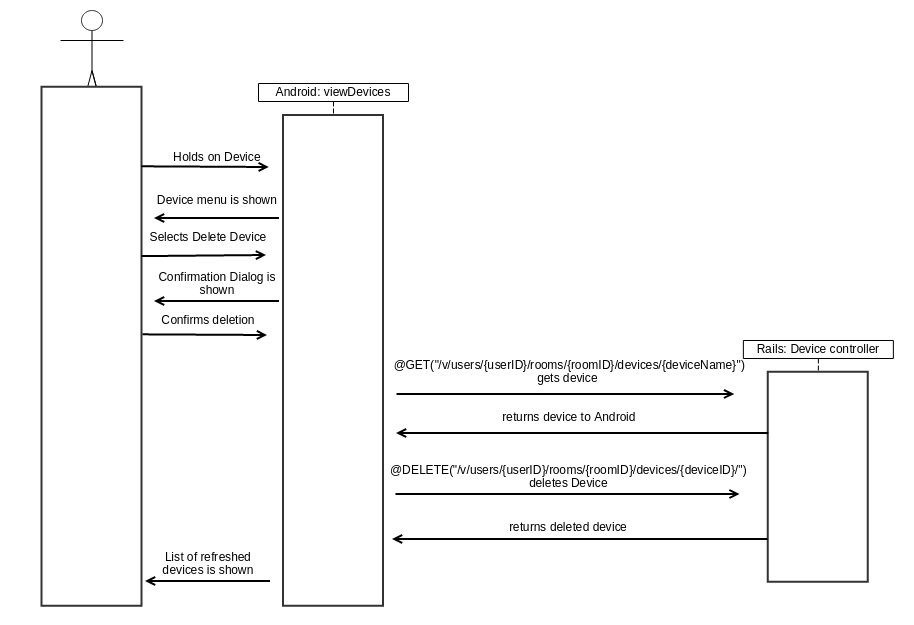 Android: viewDevices
Holds on Device
Device menu is shown
Selects Delete Device
Confirmation Dialog is
shown
Confirms deletion
Rails: Device controller
@GET("/v/users/{userID}/rooms/{roomID}/devices/{deviceName}")
gets device
returns device to Android
@DELETE("/v/users/{userID}/rooms/{roomID}/devices/{deviceID}/")
deletes Device
returns deleted device
List of refreshed
devices is shown